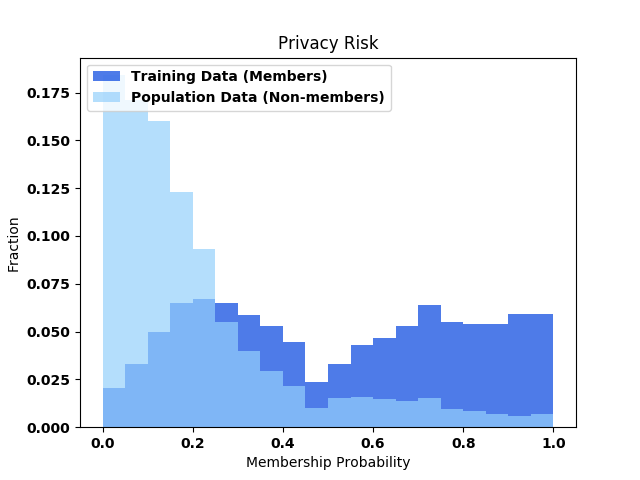 Privacy Risk
Training Data (Members)
Population Data (Non-members)
0.175
0.150
0.125
0.100
0.075
0.050
0.025
0.000
Fraction
0.0 0.2 0.4 0.6 0.8 1.0
Membership Probability